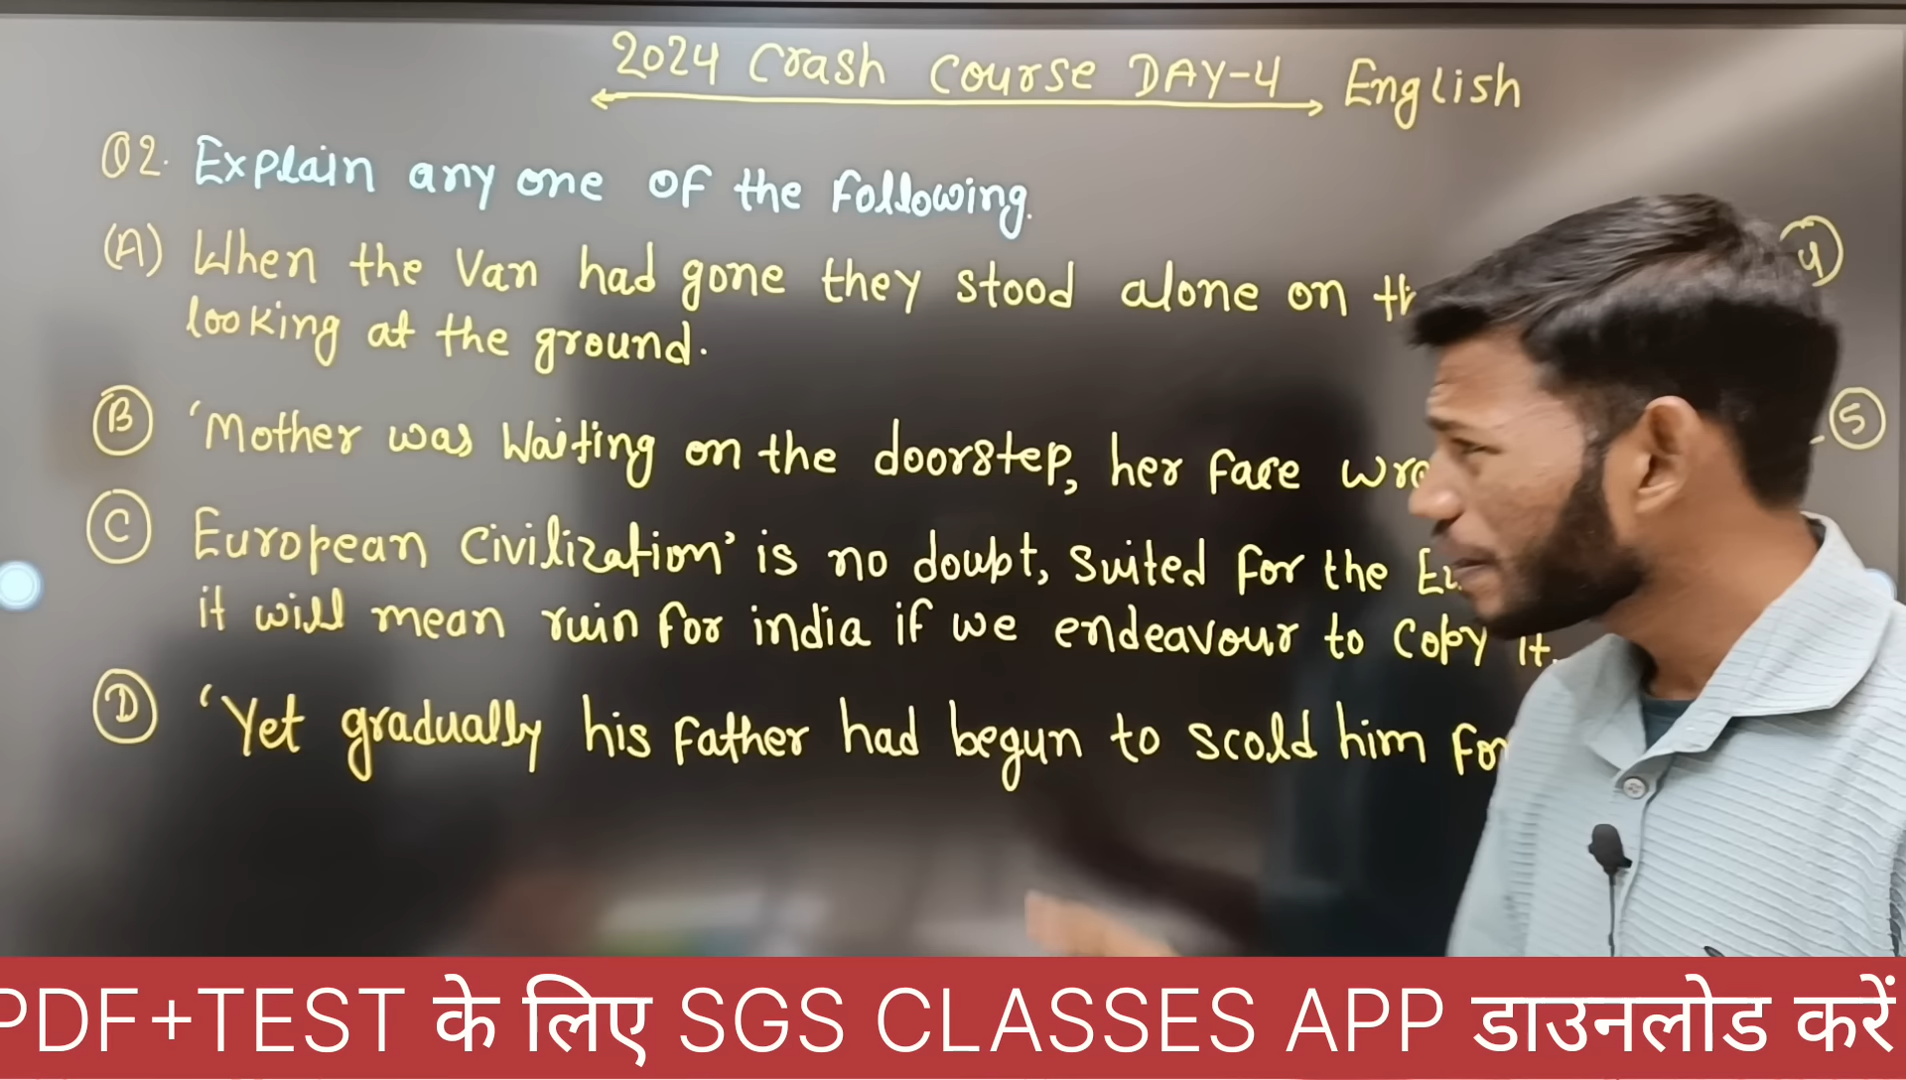 2024 Crash Course DAY-4 English
Q2. Explain any one of the following.
(A) When the Van had gone they stood alone on 4
looking at the ground.
(B) 'Mother was waiting on the doorstep, her face 5
(C) European Civilization' is no doubt, suited for the
it will mean ruin for india if we endeavour to copy it.
(D) 'Yet gradually his father had begun to scold him for
PDF+TEST के लिए SGS CLASSES APP डाउनलोड करें